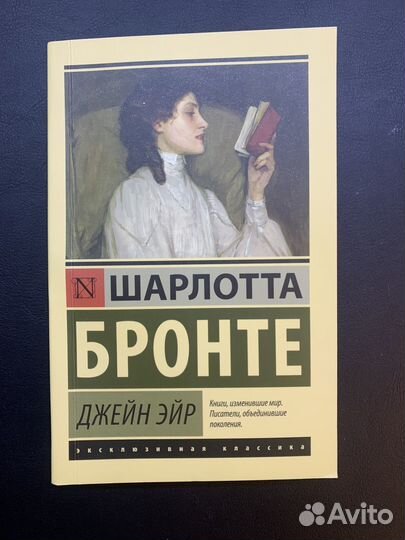 N ШАРЛОТТА
БРОНТЕ
ДЖЕЙН ЭЙР
Книги, изменившие мир.
Писатели, объединившие
поколения.
эксклюзивная классика
Avito